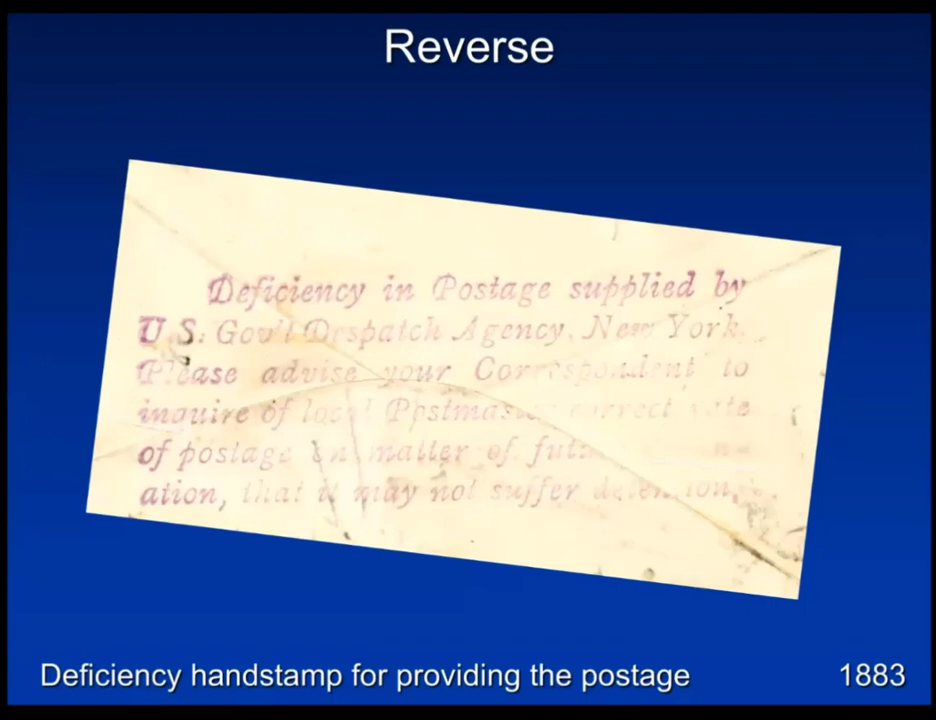 Reverse
Deficiency in Postage supplied by
U S. Gov't Despatch Agency. New York.
Please advise your Correspondent to
inquire of local Postmaster correct rate
of postage on matter of
ation, that it may not suffer detention.
Deficiency handstamp for providing the postage
1883